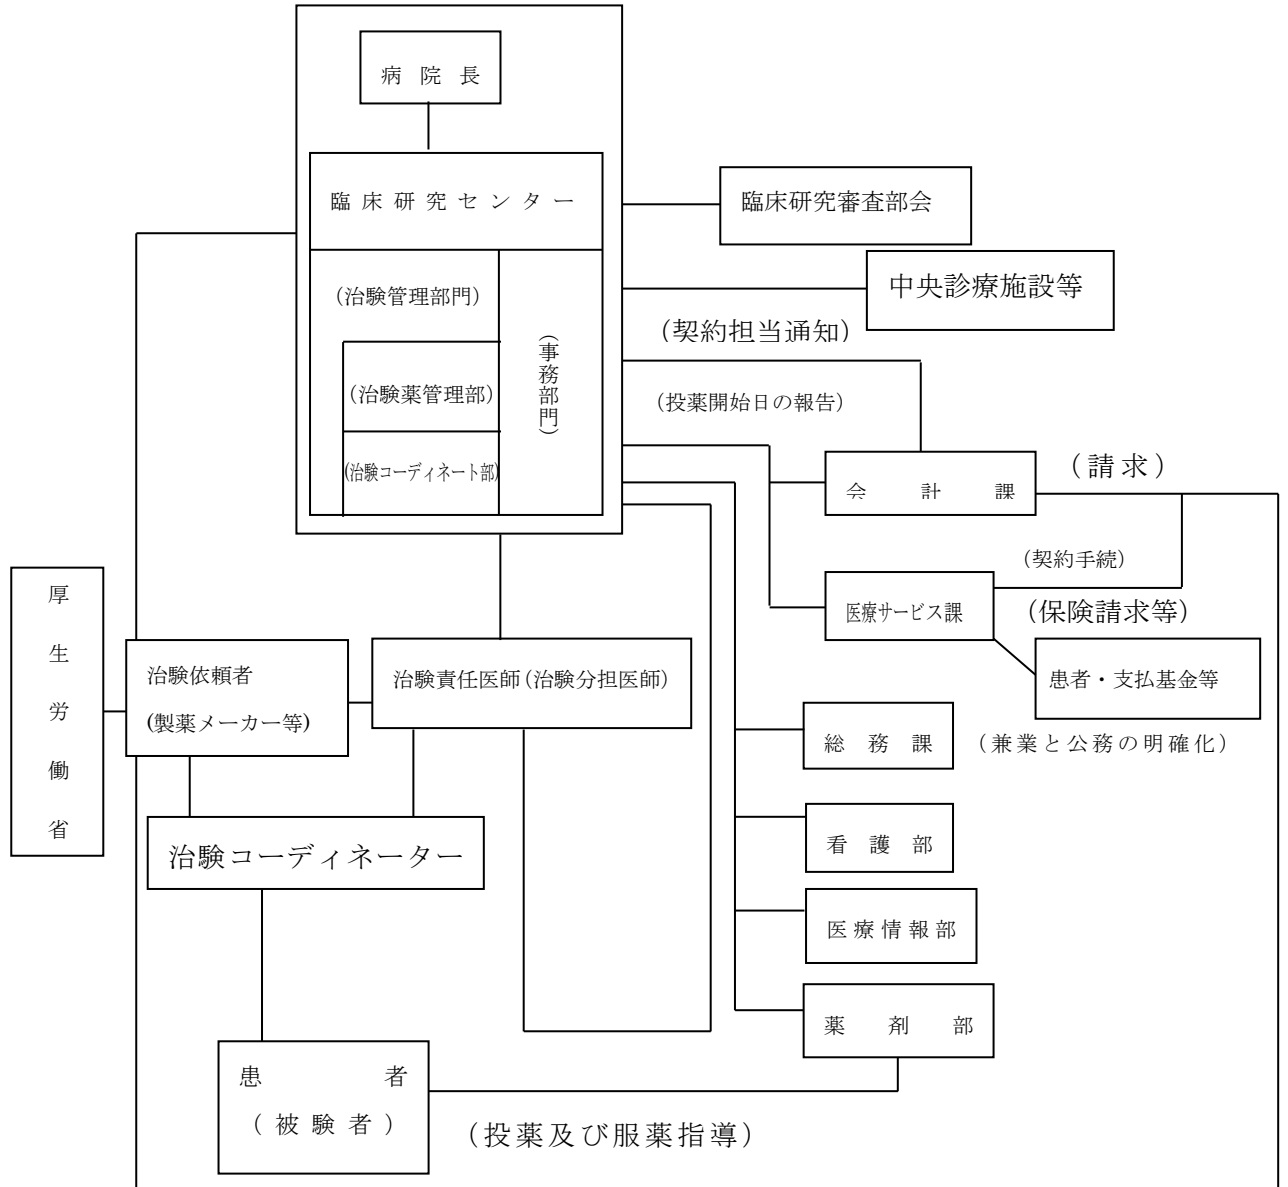 病院長
臨床研究センター
臨床研究審査部会
中央診療施設等
(治験管理部門)
(契約担当通知)
(事務部門)
(治験薬管理部)
(投薬開始日の報告)
(治験コーディネート部)
(請求)
会計課
(契約手続)
厚生労働省
医療サービス課
(保険請求等)
治験依頼者
(製薬メーカー等)
治験責任医師(治験分担医師)
患者・支払基金等
総務課
(兼業と公務の明確化)
看護部
治験コーディネーター
医療情報部
薬剤部
患者
(被験者)
(投薬及び服薬指導)